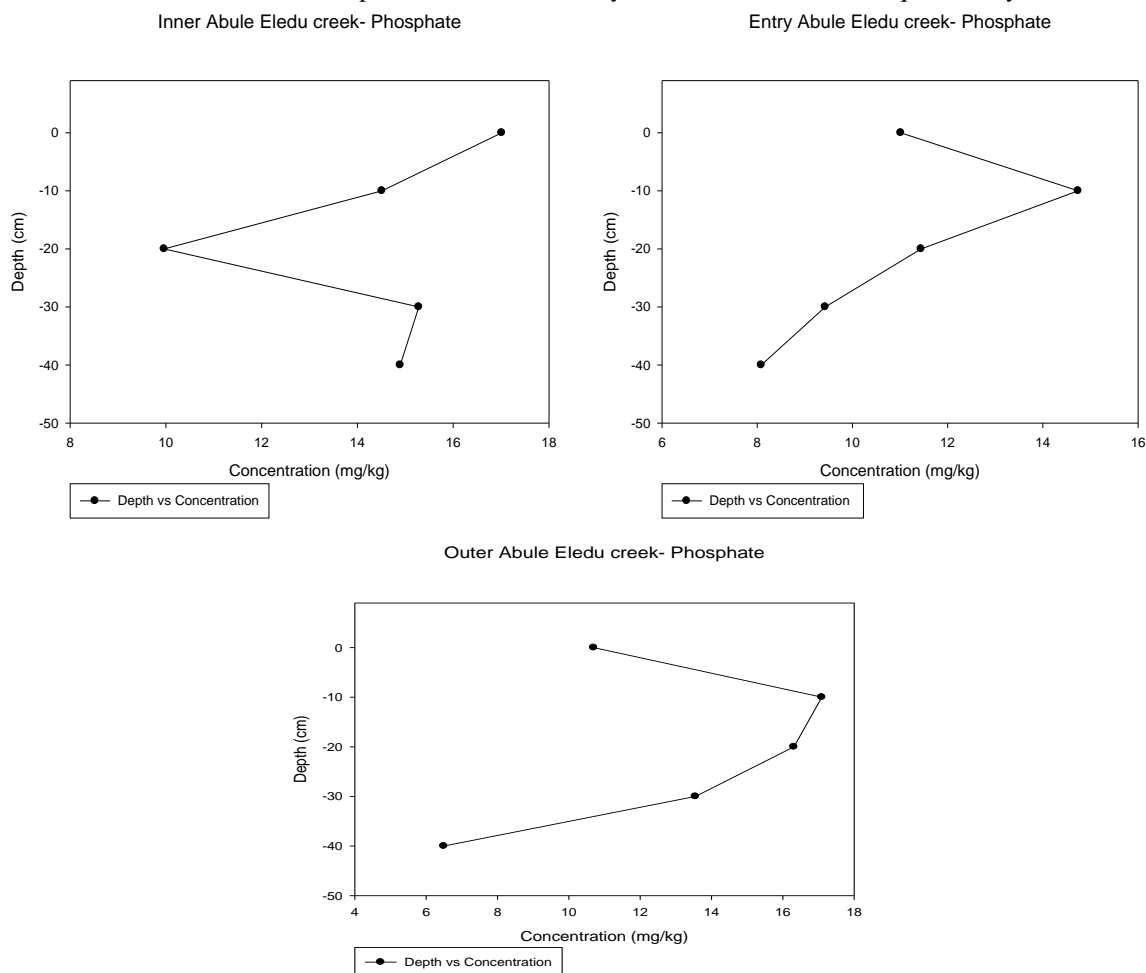 Inner Abule Eledu creek- Phosphate
0
-10
-20
-30
-40
-50
Depth (cm)
8 10 12 14 16 18
Concentration (mg/kg)
Depth vs Concentration
Entry Abule Eledu creek- Phosphate
0
-10
-20
-30
-40
-50
Depth (cm)
6 8 10 12 14 16
Concentration (mg/kg)
Depth vs Concentration
Outer Abule Eledu creek- Phosphate
0
-10
-20
-30
-40
-50
Depth (cm)
4 6 8 10 12 14 16 18
Concentration (mg/kg)
Depth vs Concentration